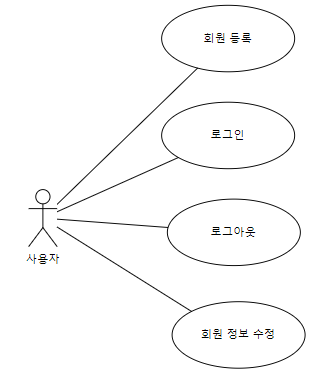 회원 등록
로그인
로그아웃
사용자
회원 정보 수정